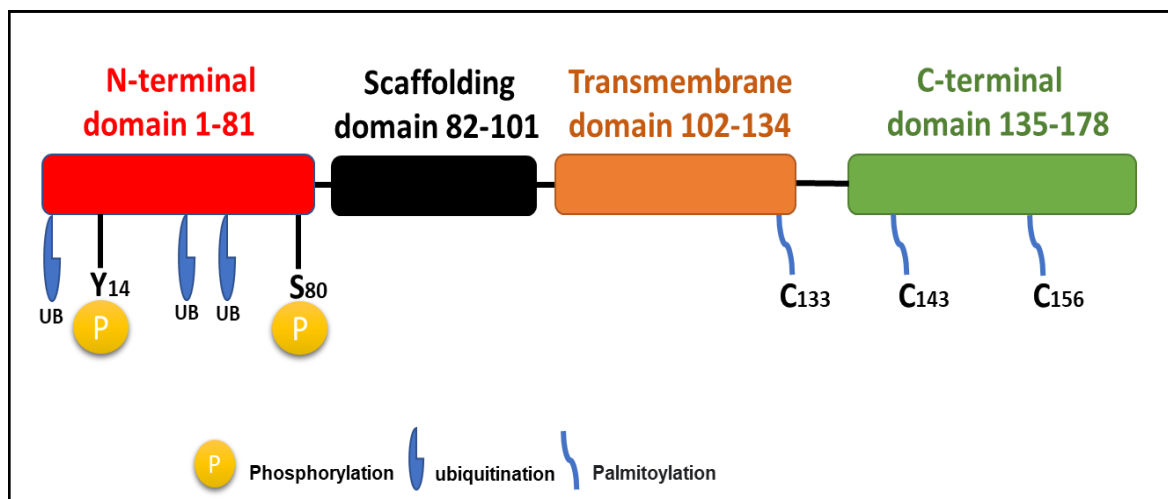 N-terminal
domain 1-81
Scaffolding
domain 82-101
Transmembrane
domain 102-134
C-terminal
domain 135-178
UB
Y14
P
UB
UB
S80
P
C133
C143
C156
P
Phosphorylation
ubiquitination
Palmitoylation